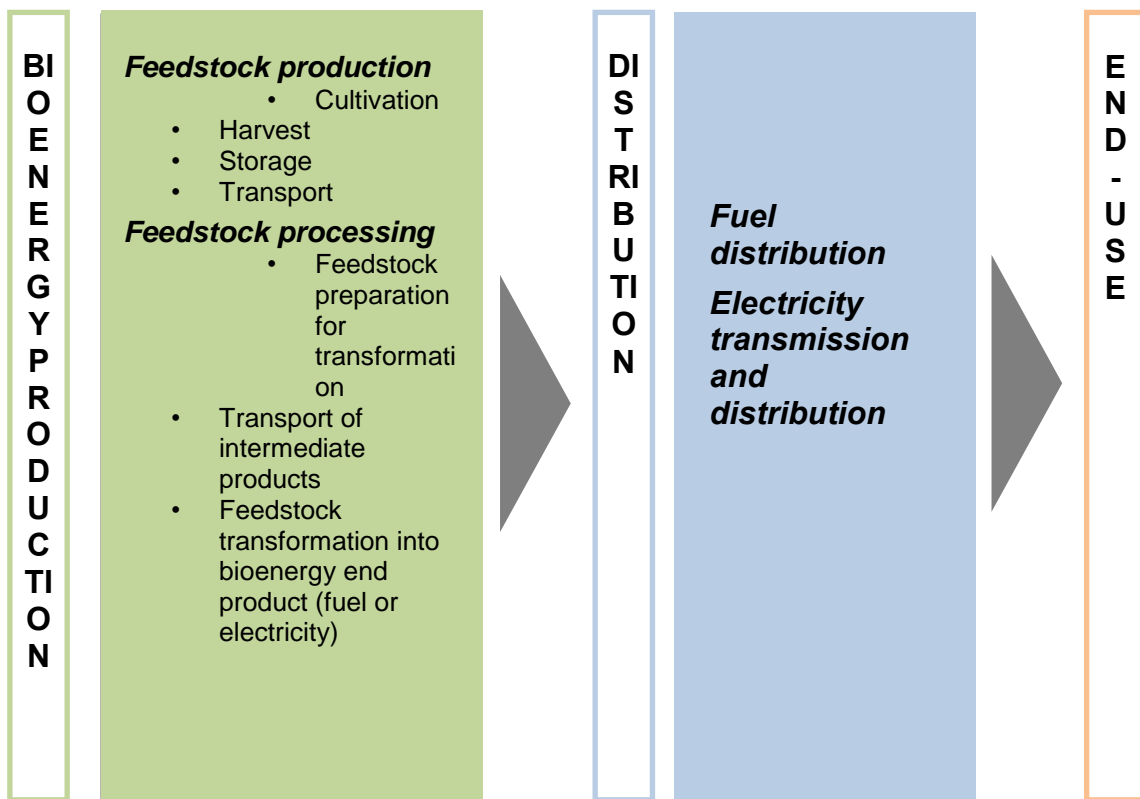 BI
O
E
N
E
R
G
Y
P
R
O
D
U
C
TI
O
N
Feedstock production
• Cultivation
• Harvest
• Storage
• Transport
Feedstock processing
• Feedstock
preparation
for
transformati
on
• Transport of
intermediate
products
• Feedstock
transformation into
bioenergy end
product (fuel or
electricity)
DI
S
T
RI
B
U
TI
O
N
Fuel
distribution
Electricity
transmission
and
distribution
E
N
D
-
U
S
E